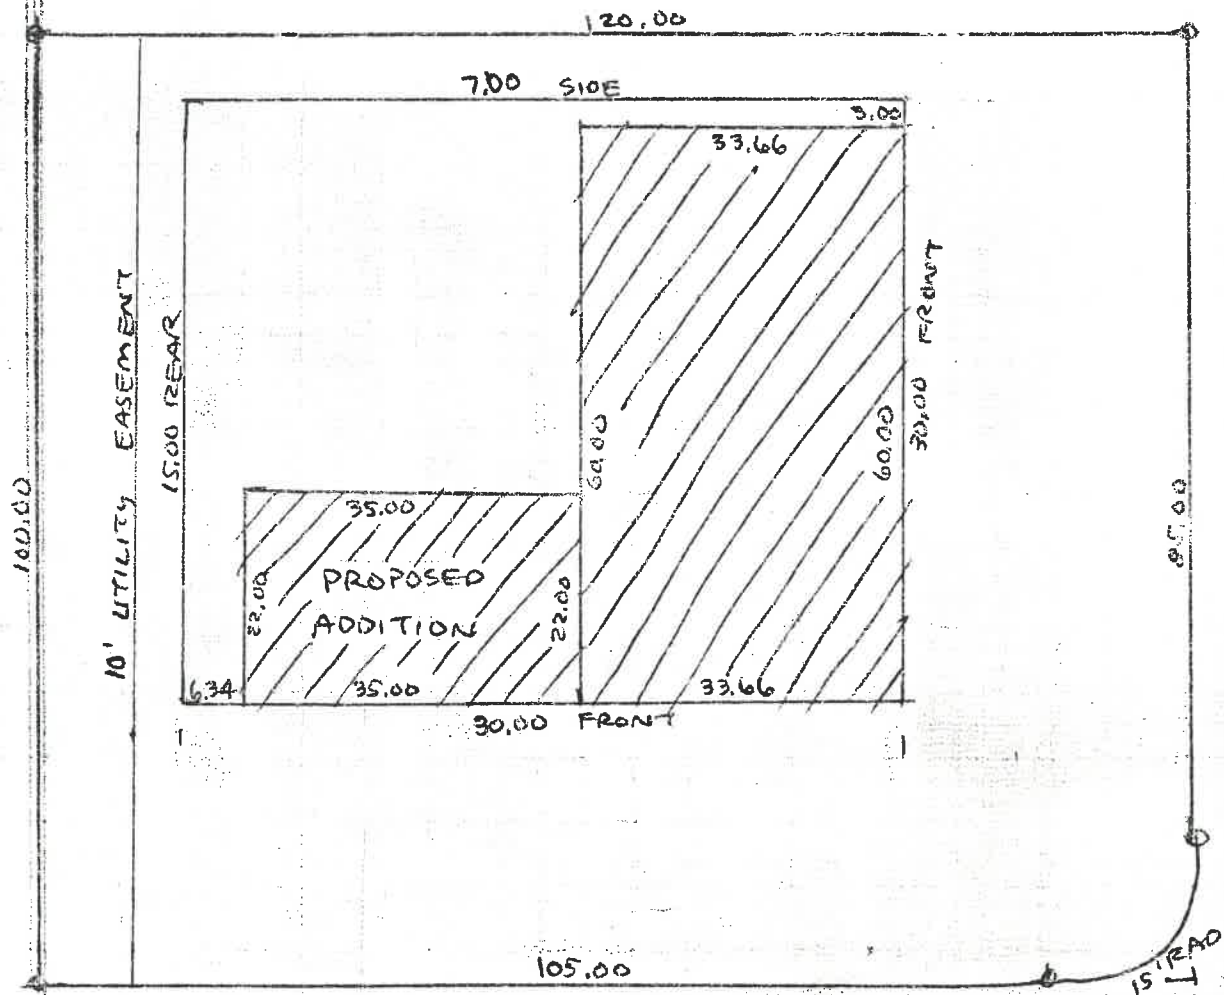 120.00
7.00 SIDE
3.00
33.66
10' UTILITY EASEMENT
15.00 REAR
30.00 FRONT
60.00
60.00
100.00
85.00
35.00
PROPOSED
ADDITION
22.00
22.00
6.34
35.00
33.66
30.00 FRONT
105.00
15' RAD